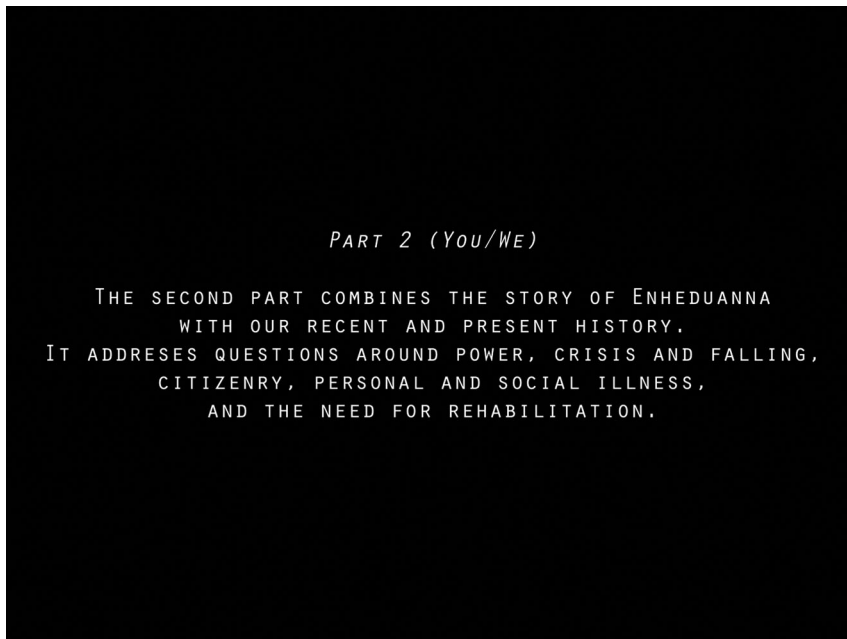 Part 2 (You/We)
The second part combines the story of Enheduanna
with our recent and present history.
It addreses questions around power, crisis and falling,
citizenry, personal and social illness,
and the need for rehabilitation.